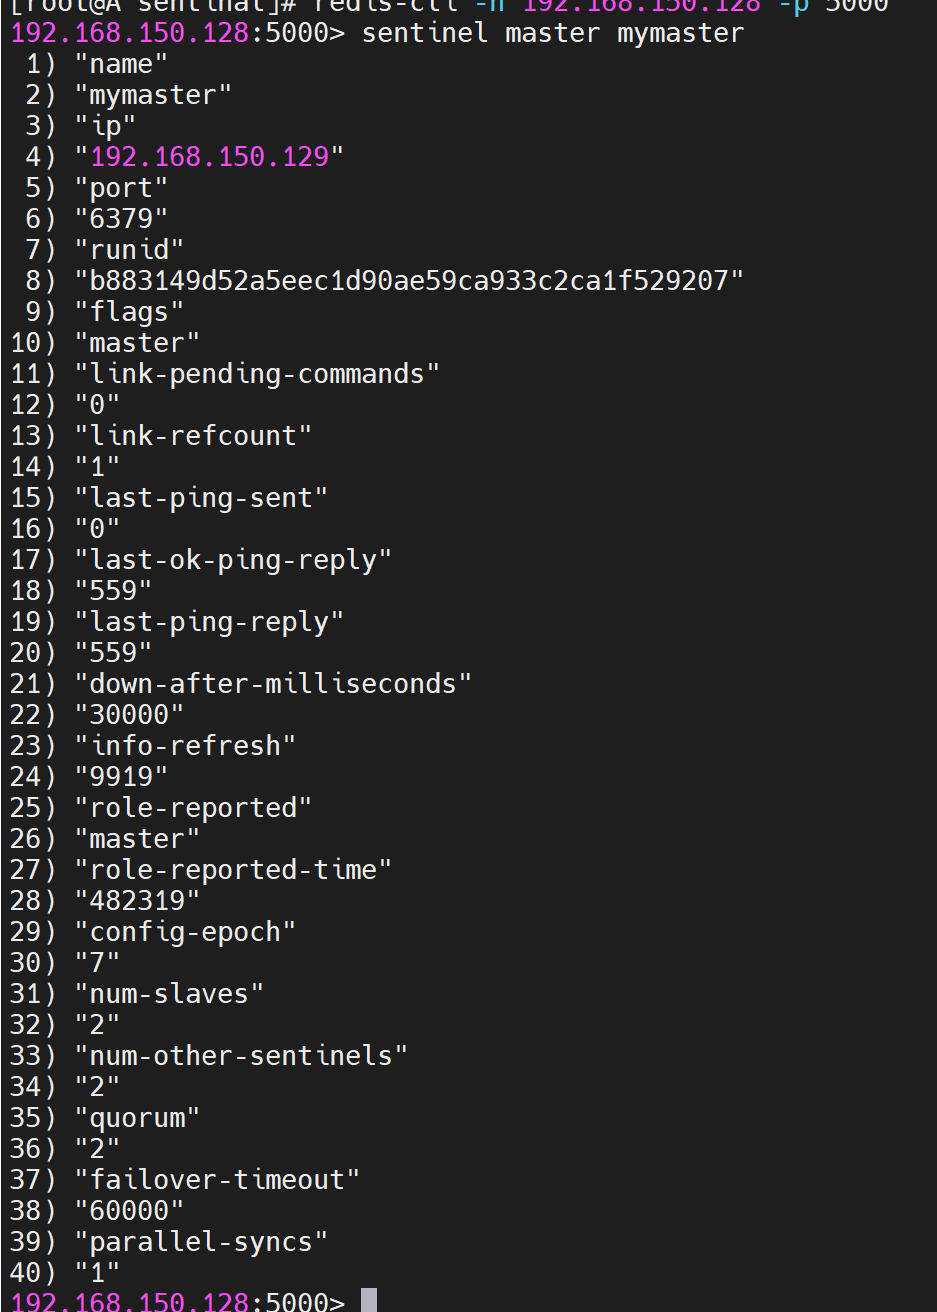 [root@A sentinal]# redis-cli -h 192.168.150.128 -p 5000
192.168.150.128:5000> sentinel master mymaster
 1) "name"
 2) "mymaster"
 3) "ip"
 4) "192.168.150.129"
 5) "port"
 6) "6379"
 7) "runid"
 8) "b883149d52a5eec1d90ae59ca933c2ca1f529207"
 9) "flags"
10) "master"
11) "link-pending-commands"
12) "0"
13) "link-refcount"
14) "1"
15) "last-ping-sent"
16) "0"
17) "last-ok-ping-reply"
18) "559"
19) "last-ping-reply"
20) "559"
21) "down-after-milliseconds"
22) "30000"
23) "info-refresh"
24) "9919"
25) "role-reported"
26) "master"
27) "role-reported-time"
28) "482319"
29) "config-epoch"
30) "7"
31) "num-slaves"
32) "2"
33) "num-other-sentinels"
34) "2"
35) "quorum"
36) "2"
37) "failover-timeout"
38) "60000"
39) "parallel-syncs"
40) "1"
192.168.150.128:5000>